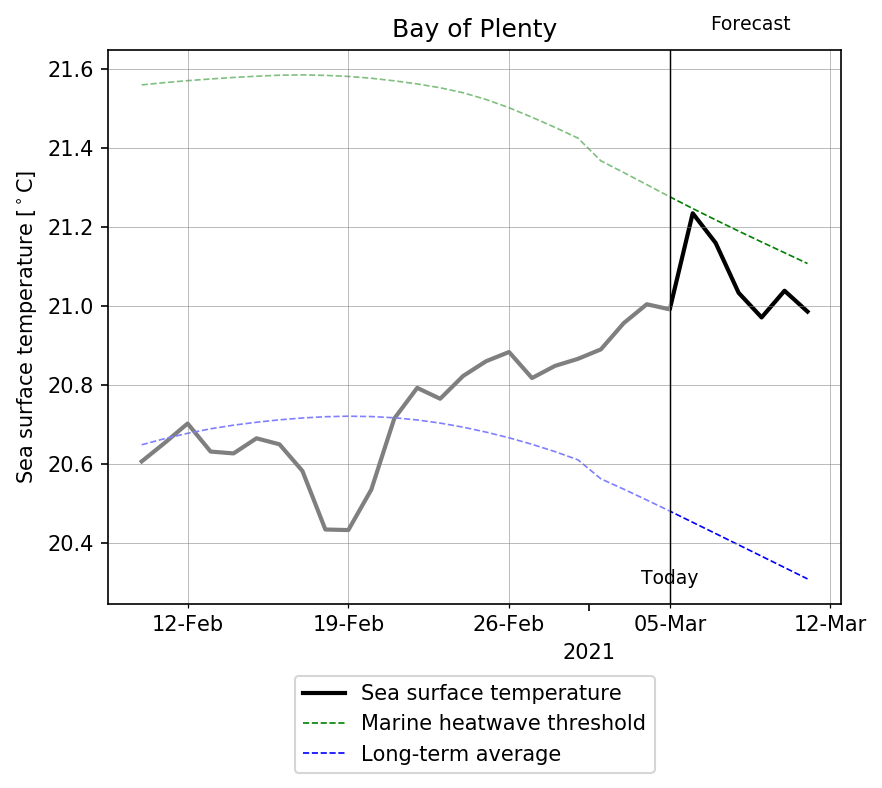 Forecast
Bay of Plenty
Sea surface temperature [ °C]
21.6
21.4
21.2
21.0
20.8
20.6
20.4
Today
12-Feb 19-Feb 26-Feb 05-Mar 12-Mar
2021
Sea surface temperature
Marine heatwave threshold
Long-term average